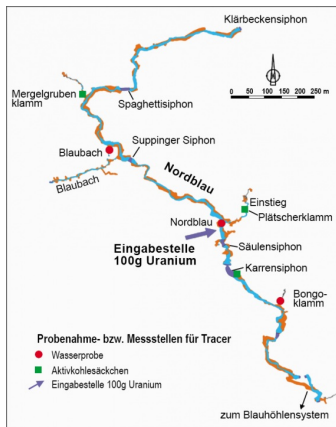 Klärbeckensiphon
Mergelgruben
klamm
Spaghettisiphon
0 50 100 150 200 250 m
Blaubach
Suppinger Siphon
Blaubach
Nordblau
Einstieg
Plätscherklamm
Nordblau
Eingabestelle
100g Uranium
Säulensiphon
Karrensiphon
Bongo-
klamm
Probenahme- bzw. Messstellen für Tracer
Wasserprobe
Aktivkohlesäckchen
Eingabestelle 100g Uranium
zum Blauhöhlensystem